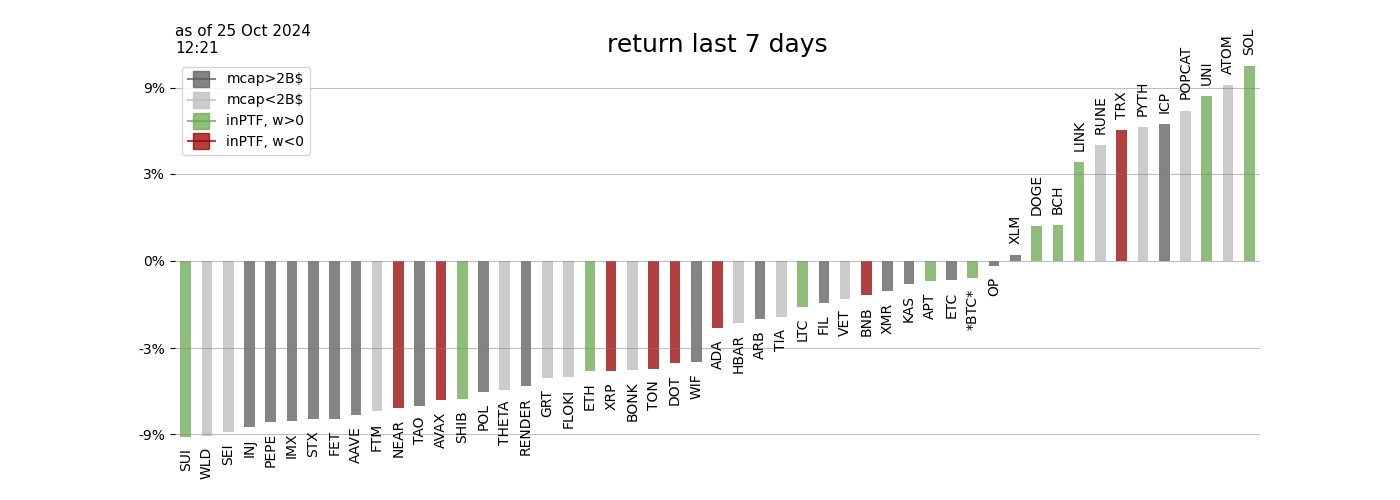 as of 25 Oct 2024
12:21
return last 7 days
mcap>2B$
mcap<2B$
inPTF, w>0
inPTF, w<0
9%
3%
0%
-3%
-9%
SUI
WLD
SEI
INJ
PEPE
IMX
STX
FET
AAVE
FTM
NEAR
TAO
AVAX
SHIB
POL
THETA
RENDER
GRT
FLOKI
ETH
XRP
BONK
TON
DOT
WIF
ADA
HBAR
ARB
TIA
LTC
FIL
VET
BNB
XMR
KAS
APT
ETC
*BTC*
OP
XLM
DOGE
BCH
LINK
RUNE
TRX
PYTH
ICP
POPCAT
UNI
ATOM
SOL